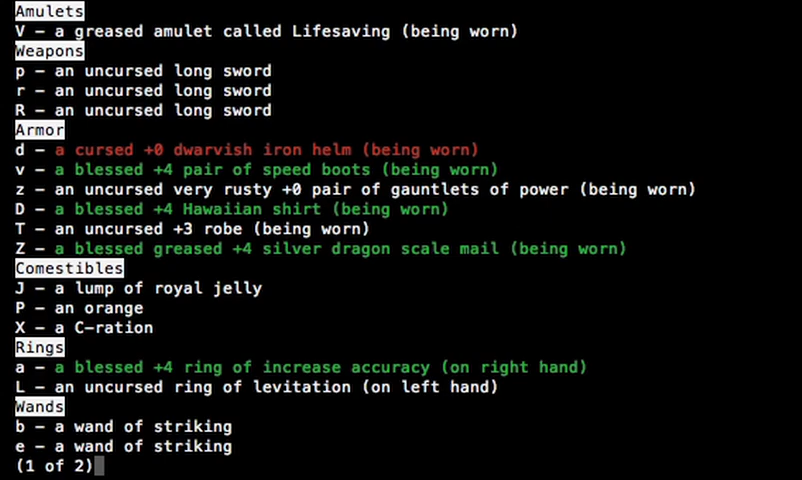 Amulets
V - a greased amulet called Lifesaving (being worn)
Weapons
p - an uncursed long sword
r - an uncursed long sword
R - an uncursed long sword
Armor
d - a cursed +0 dwarvish iron helm (being worn)
v - a blessed +4 pair of speed boots (being worn)
z - an uncursed very rusty +0 pair of gauntlets of power (being worn)
D - a blessed +4 Hawaiian shirt (being worn)
T - an uncursed +3 robe (being worn)
Z - a blessed greased +4 silver dragon scale mail (being worn)
Comestibles
J - a lump of royal jelly
P - an orange
X - a C-ration
Rings
a - a blessed +4 ring of increase accuracy (on right hand)
L - an uncursed ring of levitation (on left hand)
Wands
b - a wand of striking
e - a wand of striking
(1 of 2)